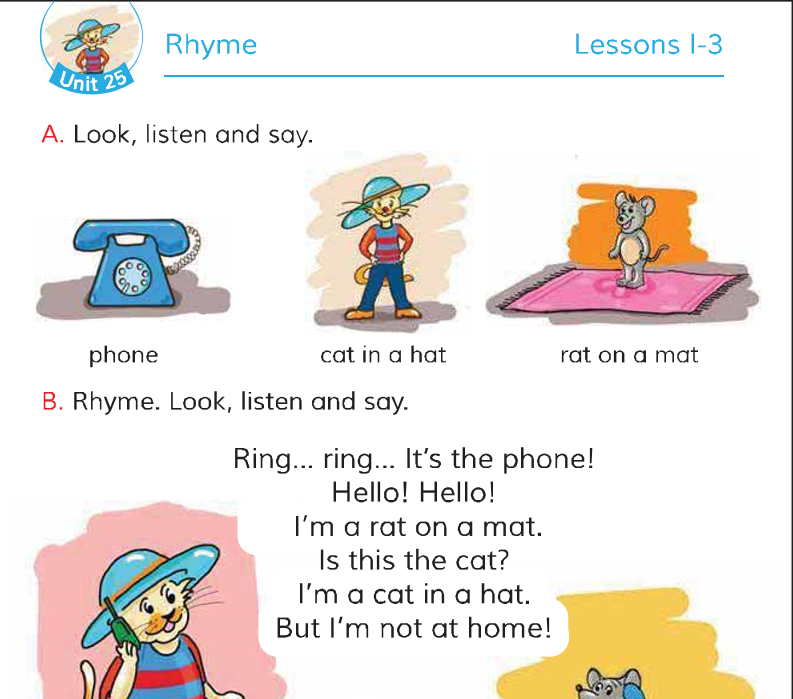 Unit 25
Rhyme
Lessons 1-3
A. Look, listen and say.
phone
cat in a hat
rat on a mat
B. Rhyme. Look, listen and say.
Ring... ring... It's the phone!
Hello! Hello!
I'm a rat on a mat.
Is this the cat?
I'm a cat in a hat.
But I'm not at home!